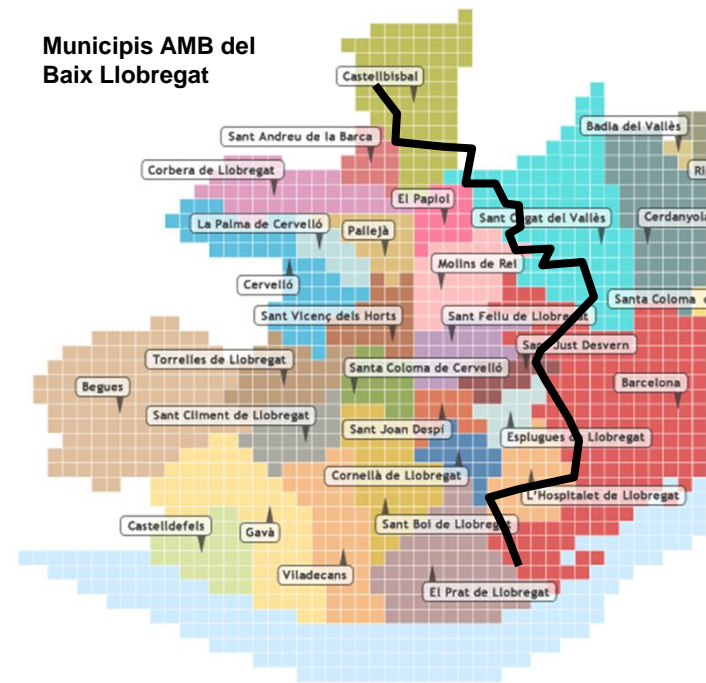 Municipis AMB del
Baix Llobregat
Castellbisbal
Sant Andreu de la Barca
Badia del Vallès
Corbera de Llobregat
Ri
El Papiol
La Palma de Cervelló
Pallejà
Sant Cugat del Vallès
Cerdanyola
Molins de Rei
Cervelló
Santa Coloma
Sant Vicenç dels Horts
Sant Feliu de Llobregat
Sant Just Desvern
Torrelles de Llobregat
Santa Coloma de Cervelló
Begues
Barcelona
Sant Climent de Llobregat
Sant Joan Despí
Esplugues de Llobregat
Cornellà de Llobregat
L'Hospitalet de Llobregat
Castelldefels
Gavà
Sant Boi de Llobregat
Viladecans
El Prat de Llobregat